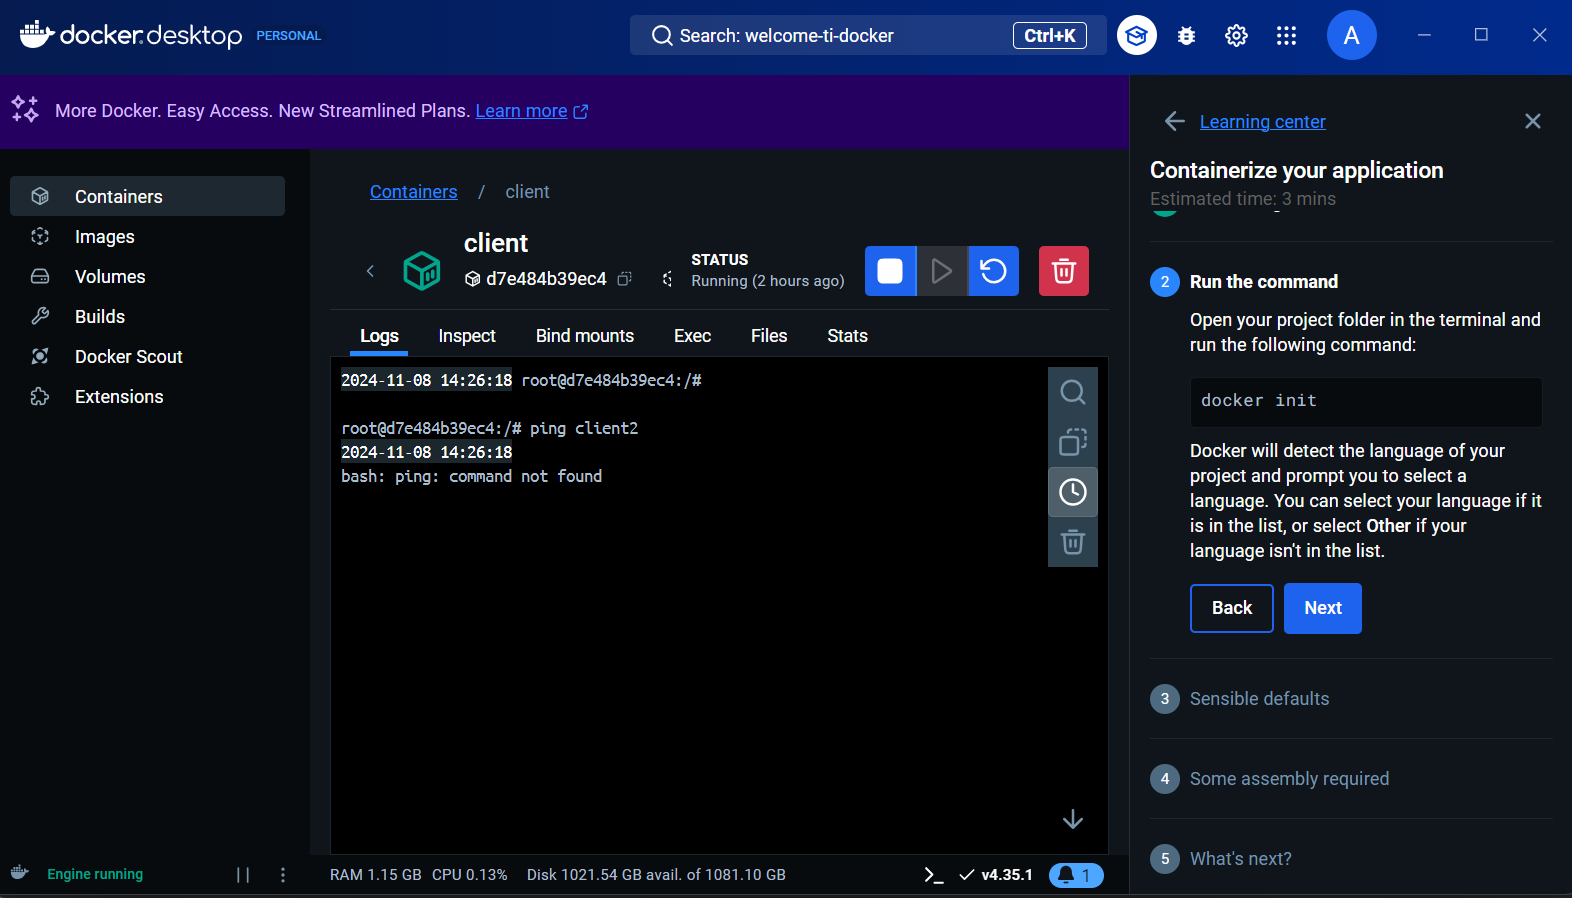 docker.desktop PERSONAL
Search: welcome-ti-docker Ctrl+K
A
More Docker. Easy Access. New Streamlined Plans. Learn more
Containers
Images
Volumes
Builds
Docker Scout
Extensions
Containers / client
client
d7e484b39ec4
STATUS
Running (2 hours ago)
Logs Inspect Bind mounts Exec Files Stats
2024-11-08 14:26:18 root@d7e484b39ec4:/#
root@d7e484b39ec4:/# ping client2
2024-11-08 14:26:18
bash: ping: command not found
Learning center
Containerize your application
Estimated time: 3 mins
2 Run the command
Open your project folder in the terminal and
run the following command:
docker init
Docker will detect the language of your
project and prompt you to select a
language. You can select your language if it
is in the list, or select Other if your
language isn't in the list.
Back Next
3 Sensible defaults
4 Some assembly required
5 What's next?
Engine running
RAM 1.15 GB CPU 0.13% Disk 1021.54 GB avail. of 1081.10 GB
v4.35.1
1